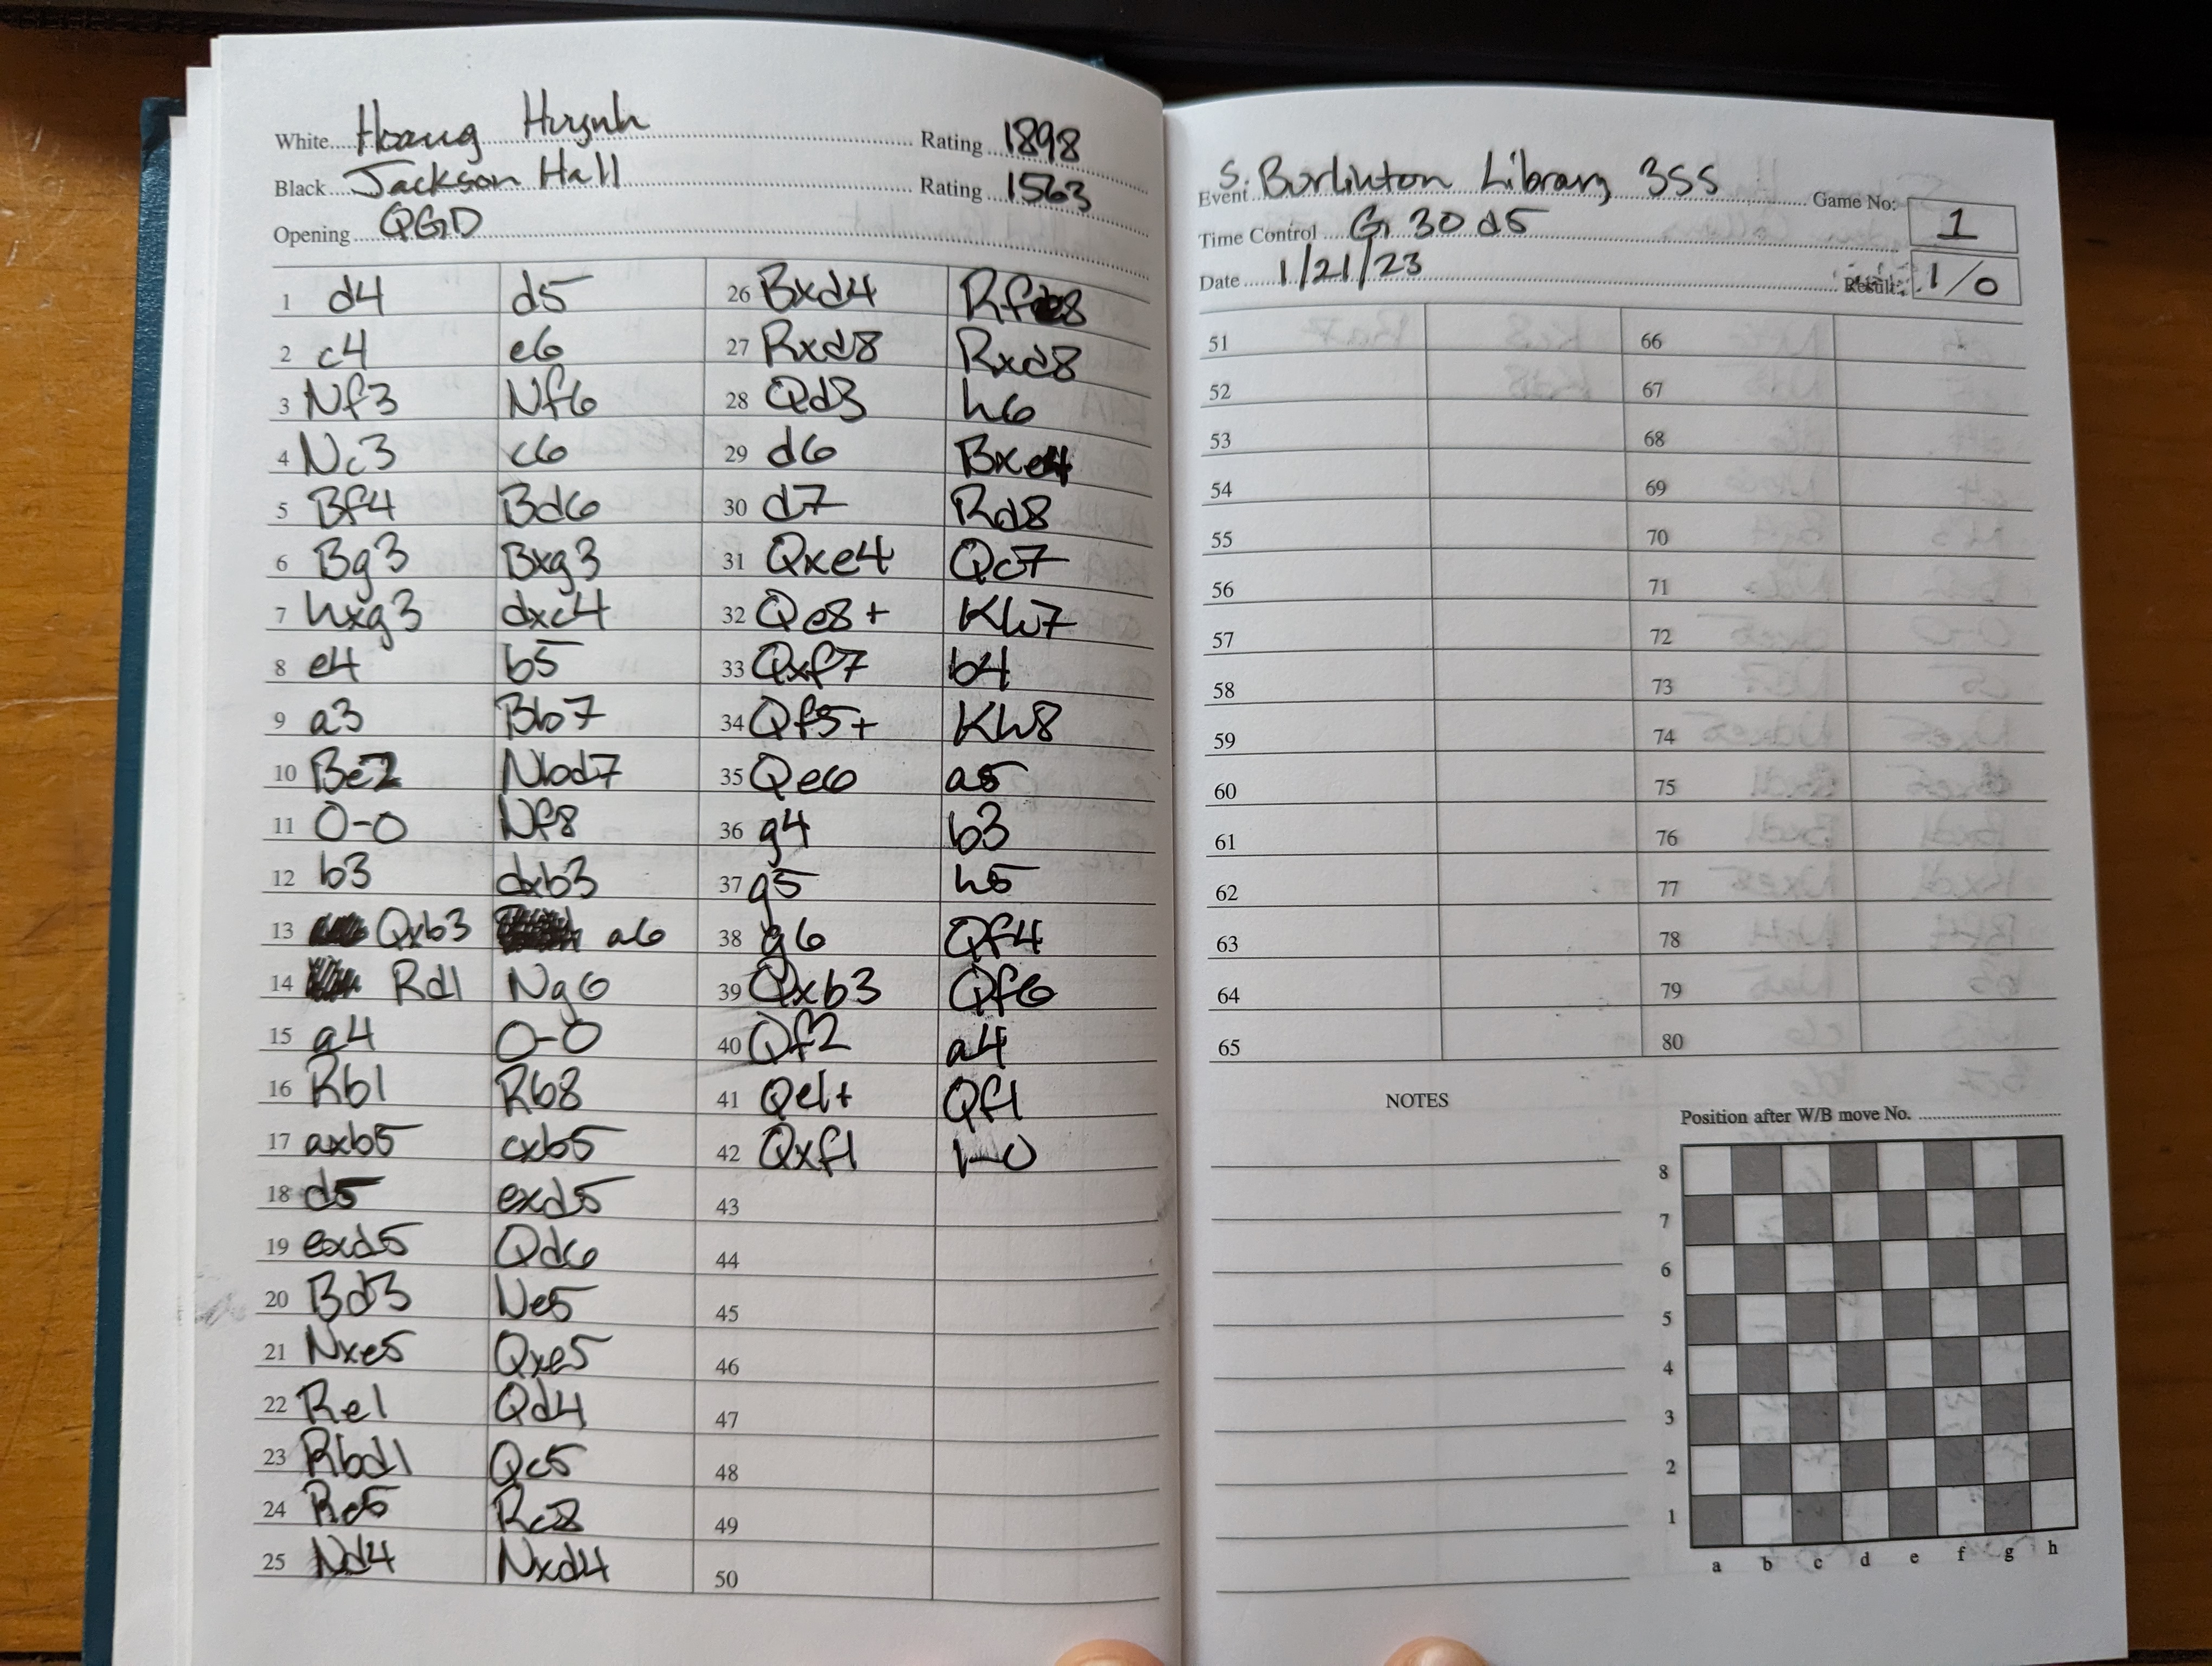 White Hoang Huynh Rating 1898
Black Jackson Hall Rating 1563
Opening QGD
1 d4 d5
2 c4 e6
3 Nf3 Nf6
4 Nc3 c6
5 Bf4 Bd6
6 Bg3 Bxg3
7 hxg3 dxc4
8 e4 b5
9 a3 Bb7
10 Be2 Nbd7
11 O-O Nf8
12 b3 dxb3
13 Qxb3 a6
14 Rd1 Ng6
15 a4 O-O
16 Rb1 Rb8
17 axb5 cxb5
18 d5 exd5
19 exd5 Qd6
20 Bd3 Ne5
21 Nxe5 Qxe5
22 Re1 Qd4
23 Rbd1 Qc5
24 Re5 Rc8
25 Nd4 Nxd4
26 Bxd4
27 Rxd8 Rxd8
28 Qd3 h6
29 d6 Bxe4
30 d7 Rd8
31 Qxe4 Qc7
32 Qe8+ Kh7
33 Qxf7 b4
34 Qf5+ Kh8
35 Qe6 a5
36 g4 b3
37 g5 h5
38 g6 Qf4
39 Qxb3 Qf6
40 Qf2 a4
41 Qe1+ Qf1
42 Qxf1 1-0
43
44
45
46
47
48
49
50
Event S. Burlinton Library 3SS Game No: 1
Time Control G 30 d5
Date 1/21/23 Result: 1/0
51 66
52 67
53 68
54 69
55 70
56 71
57 72
58 73
59 74
60 75
61 76
62 77
63 78
64 79
65 80
NOTES
Position after W/B move No.
8
7
6
5
4
3
2
1
a b c d e f g h